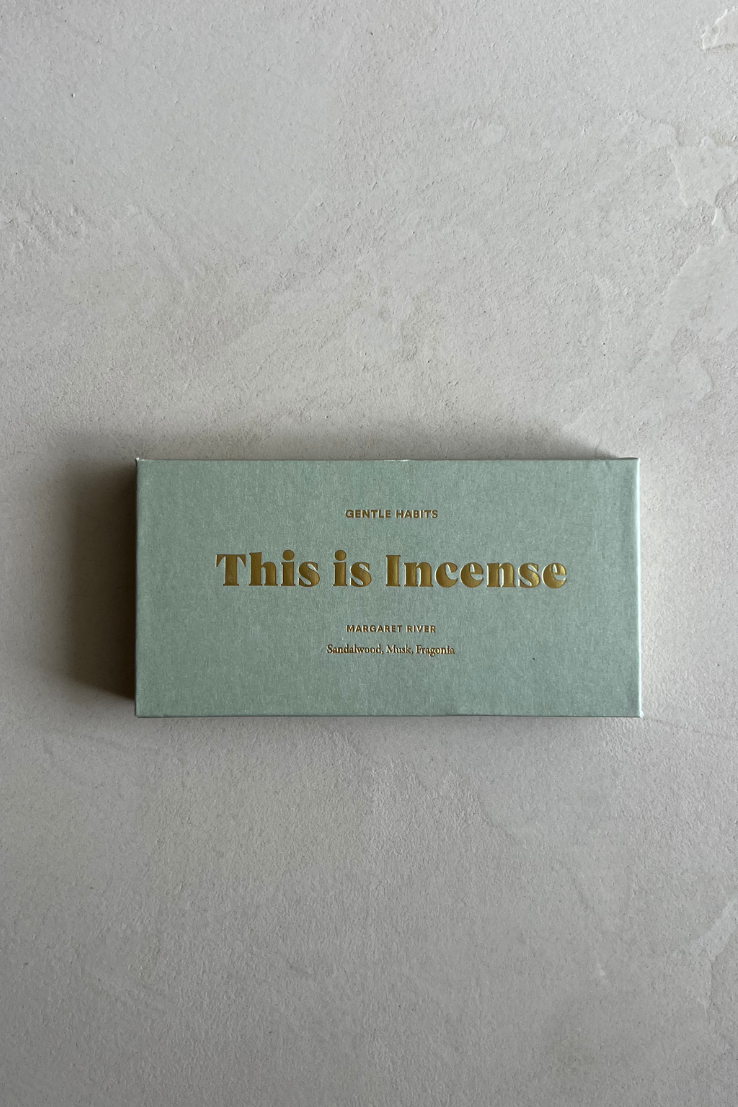 GENTLE HABITS
This is Incense
MARGARET RIVER
Sandalwood, Musk, Fragonia